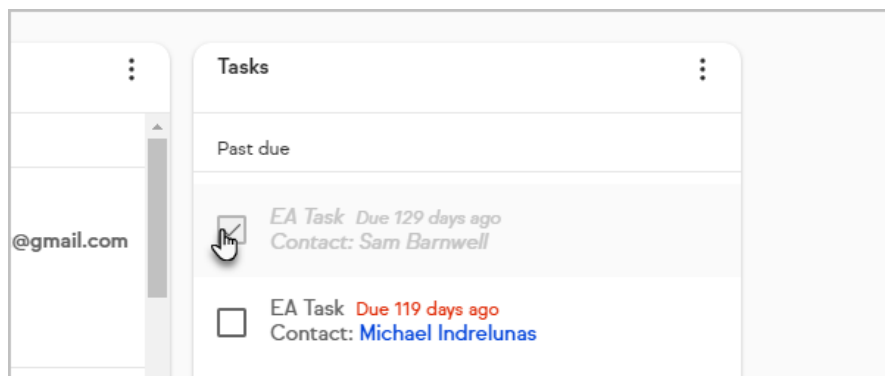 Tasks
Past due
EA Task Due 129 days ago
@gmail.com
Contact: Sam Barnwell
EA Task Due 119 days ago
Contact: Michael Indrelunas